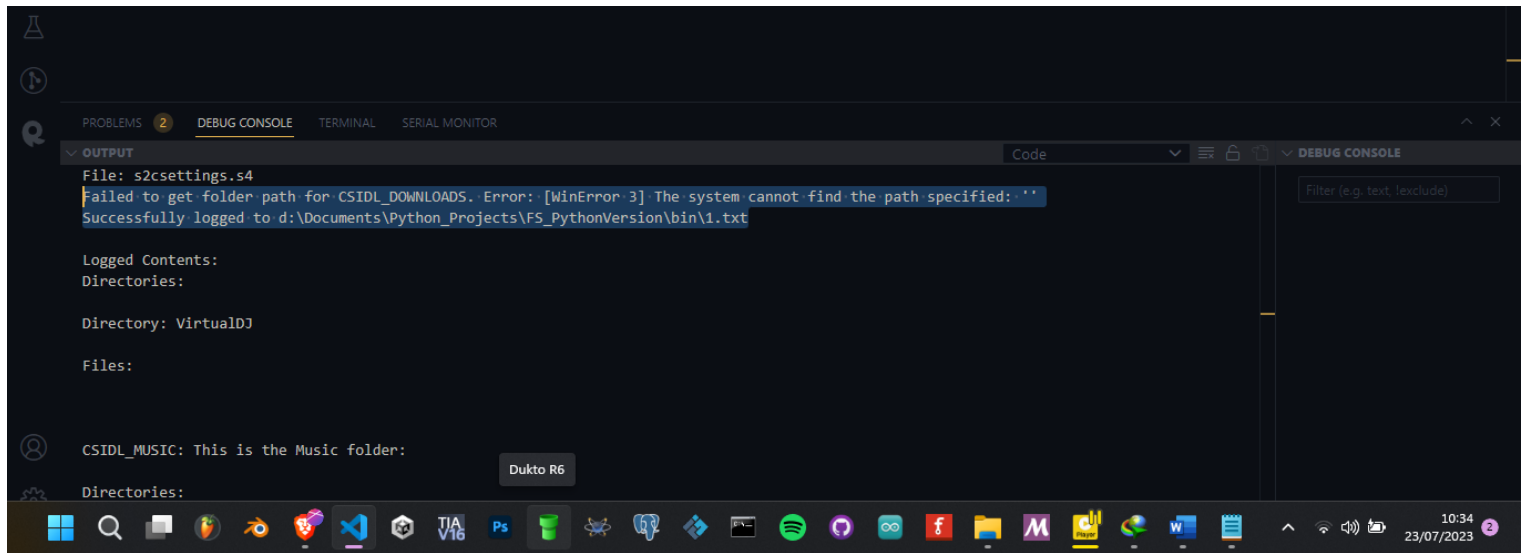 PROBLEMS 2 DEBUG CONSOLE TERMINAL SERIAL MONITOR
OUTPUT Code DEBUG CONSOLE
Filter (e.g. text, !exclude)
File: s2csettings.s4
Failed to get folder path for CSIDL_DOWNLOADS. Error: [WinError 3] The system cannot find the path specified: ''
Successfully logged to d:\Documents\Python_Projects\FS_PythonVersion\bin\1.txt
Logged Contents:
Directories:
Directory: VirtualDJ
Files:
CSIDL_MUSIC: This is the Music folder:
Dukto R6
Directories:
TIA V16
Ps
Player
10:34
23/07/2023
2